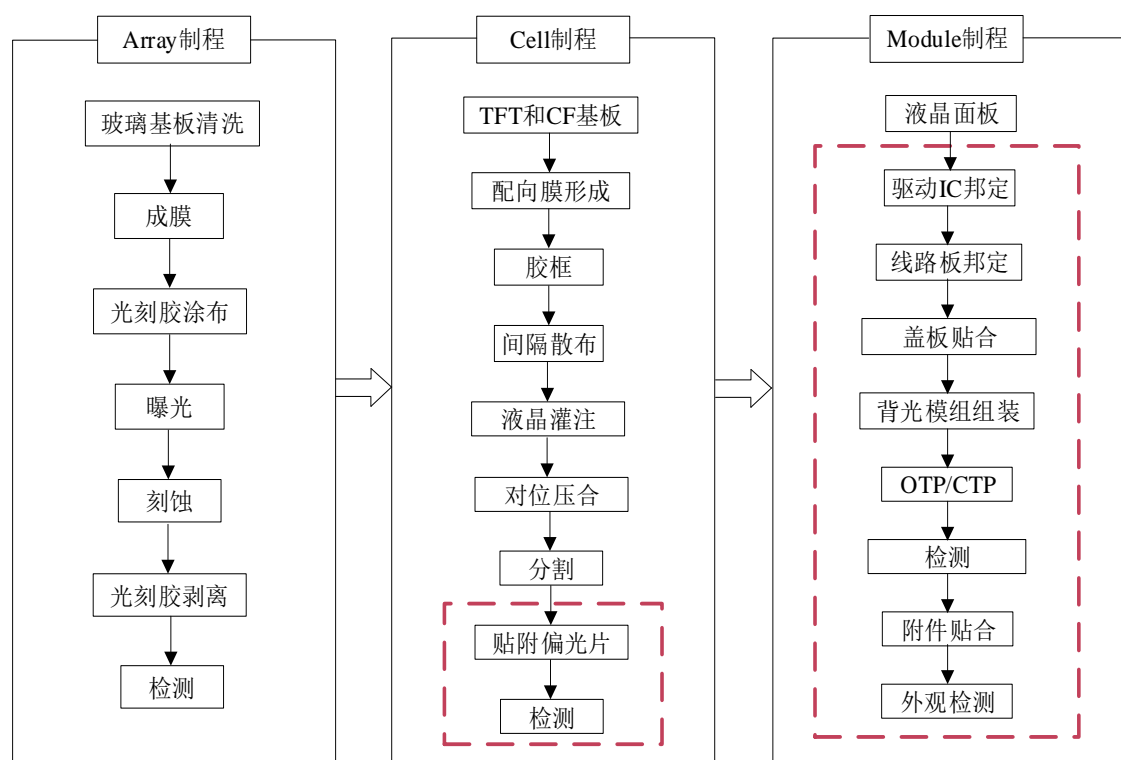 Array制程
玻璃基板清洗
成膜
光刻胶涂布
曝光
刻蚀
光刻胶剥离
检测
Cell制程
TFT和CF基板
配向膜形成
胶框
间隔散布
液晶灌注
对位压合
分割
贴附偏光片
检测
Module制程
液晶面板
驱动IC邦定
线路板邦定
盖板贴合
背光模组组装
OTP/CTP
检测
附件贴合
外观检测